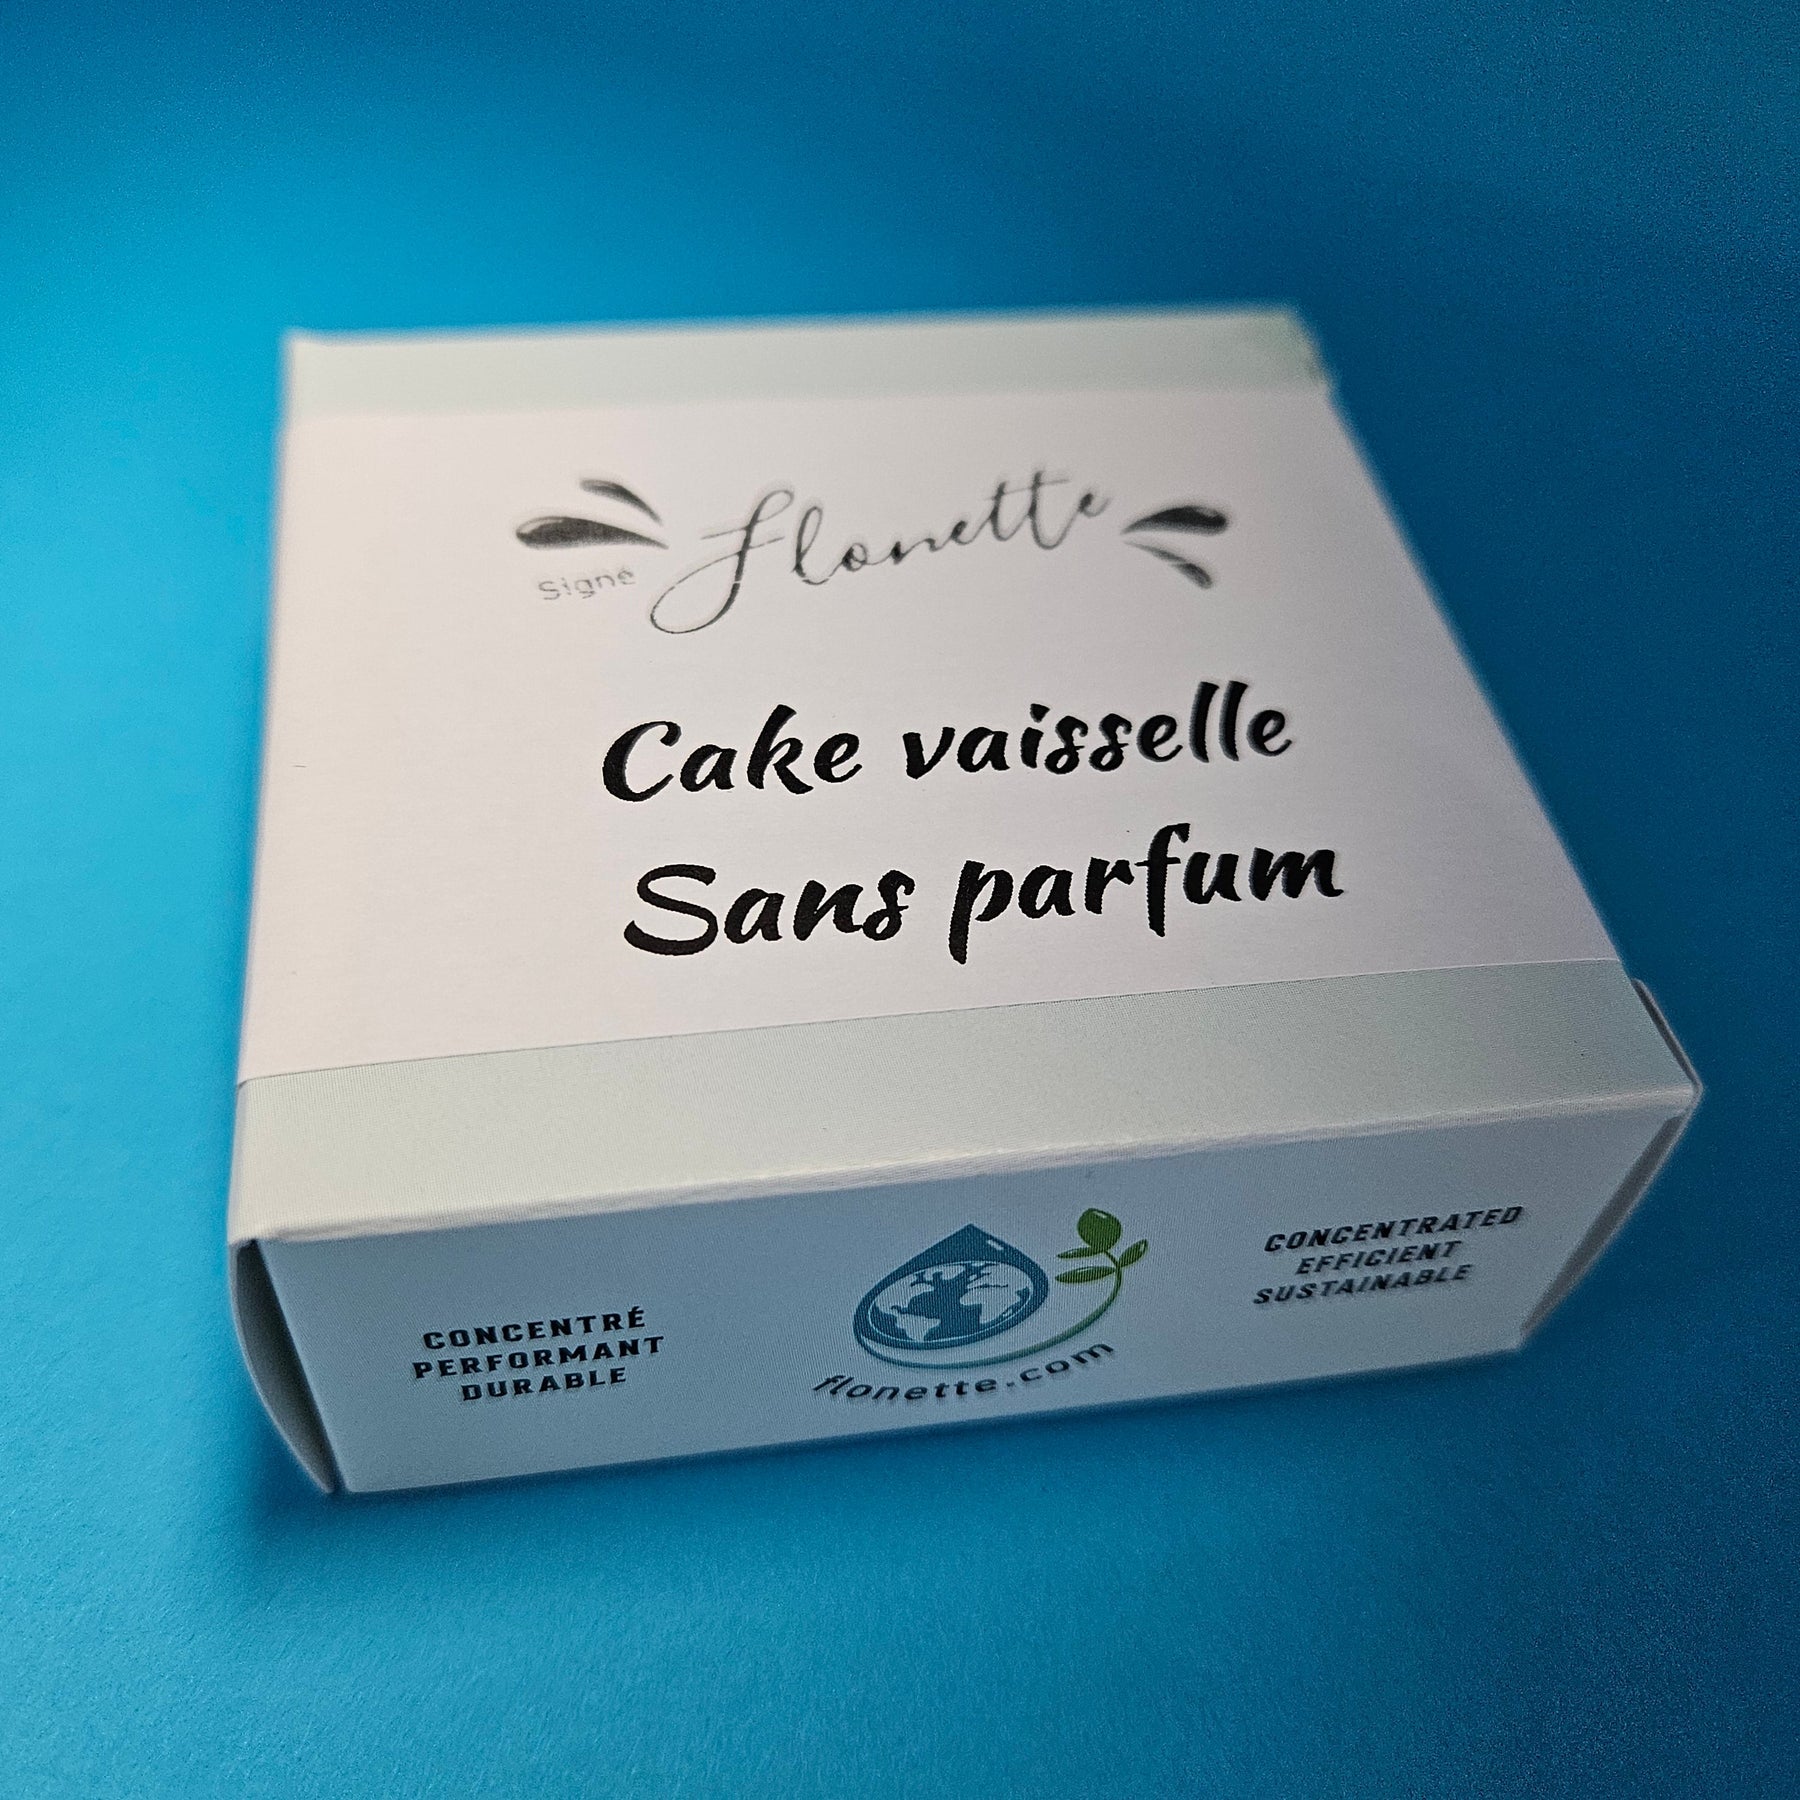 Signé Flonette
Cake vaisselle
Sans parfum
CONCENTRÉ
PERFORMANT
DURABLE
flonette.com
CONCENTRATED
EFFICIENT
SUSTAINABLE